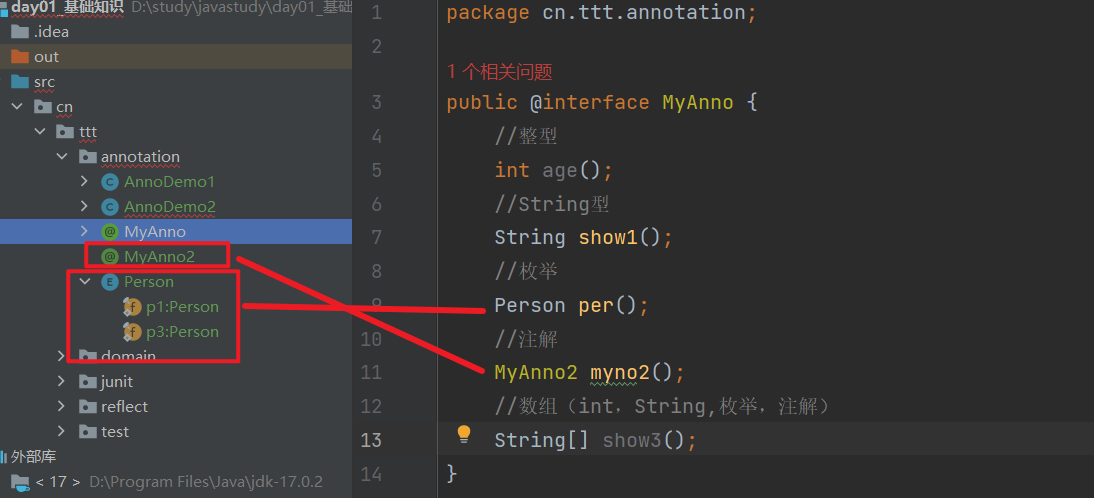 day01_基础知识 D:\study\javastudy\day01_基础
.idea
out
src
cn
ttt
annotation
AnnoDemo1
AnnoDemo2
MyAnno
MyAnno2
Person
p1:Person
p3:Person
domain
junit
reflect
test
外部库
< 17 > D:\Program Files\Java\jdk-17.0.2
1 package cn.ttt.annotation;
2
1 个相关问题
3 public @interface MyAnno {
4 //整型
5 int age();
6 //String型
7 String show1();
8 //枚举
9 Person per();
10 //注解
11 MyAnno2 myno2();
12 //数组（int，String,枚举，注解）
13 String[] show3();
14 }